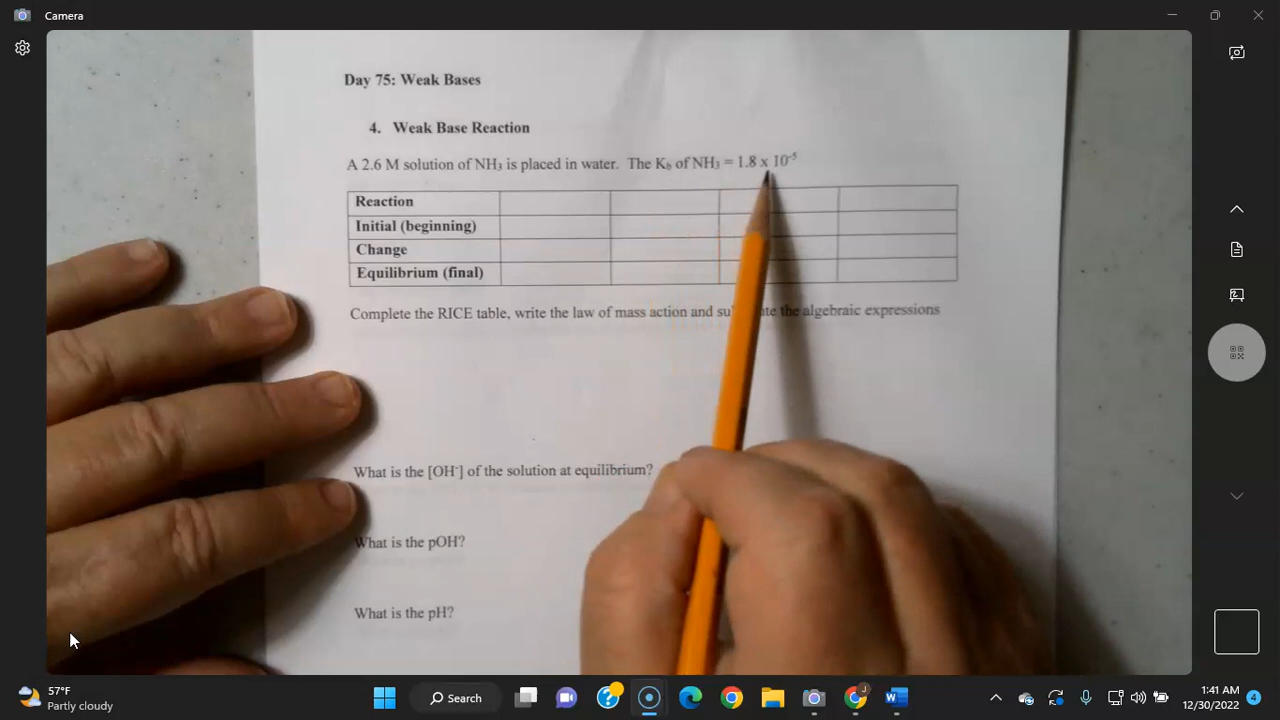 Camera
Day 75: Weak Bases
4. Weak Base Reaction
A 2.6 M solution of NH₃ is placed in water. The K_b of NH₃ = 1.8 x 10⁻⁵
Reaction
Initial (beginning)
Change
Equilibrium (final)
Complete the RICE table, write the law of mass action and the algebraic expressions
What is the [OH⁻] of the solution at equilibrium?
What is the pOH?
What is the pH?
57°F
Partly cloudy
Search
1:41 AM
12/30/2022
4